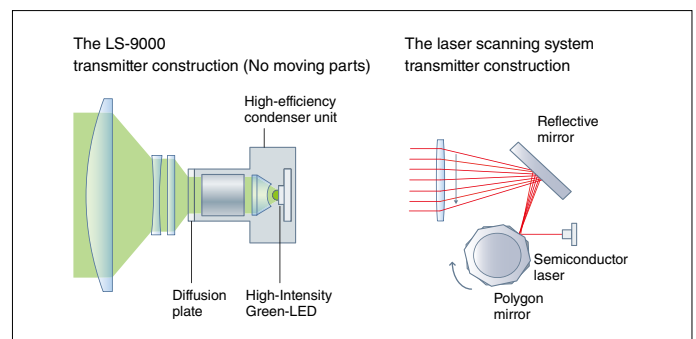 The LS-9000
transmitter construction (No moving parts)
High-efficiency
condenser unit
Diffusion
plate
High-Intensity
Green-LED
The laser scanning system
transmitter construction
Reflective
mirror
Semiconductor
laser
Polygon
mirror